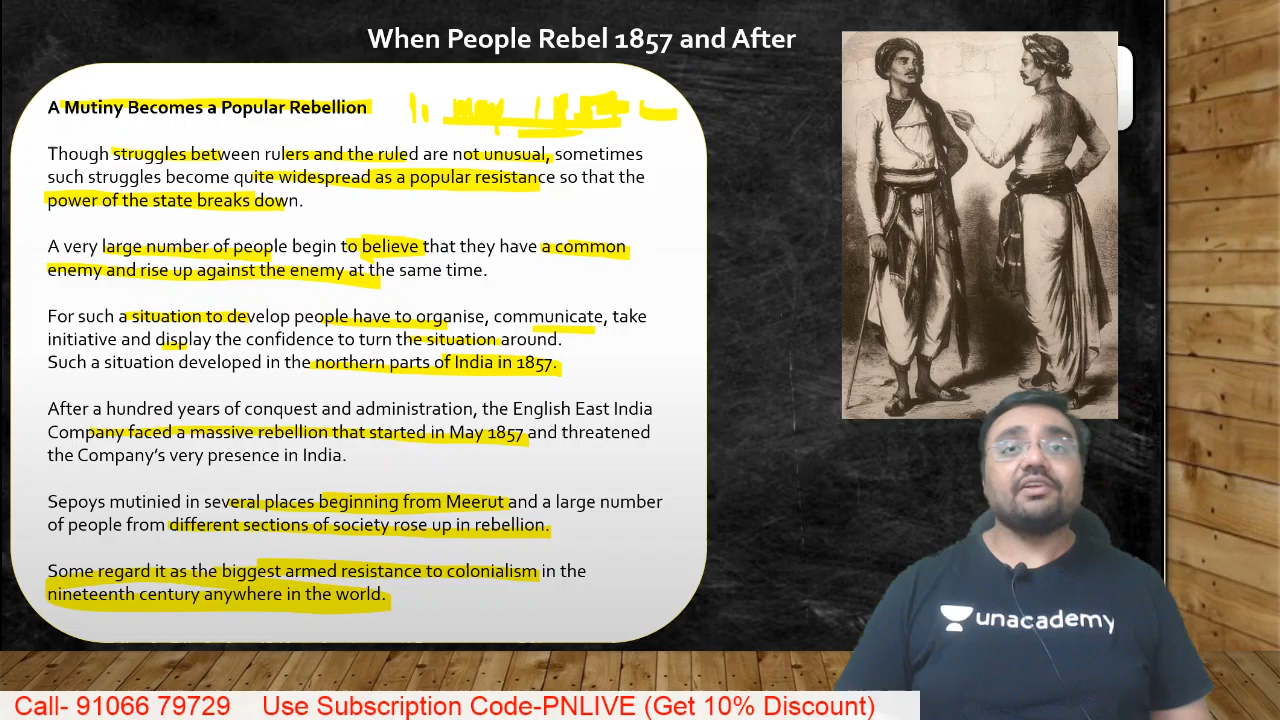 When People Rebel 1857 and After
A Mutiny Becomes a Popular Rebellion
Though struggles between rulers and the ruled are not unusual, sometimes
such struggles become quite widespread as a popular resistance so that the
power of the state breaks down.
A very large number of people begin to believe that they have a common
enemy and rise up against the enemy at the same time.
For such a situation to develop people have to organise, communicate, take
initiative and display the confidence to turn the situation around.
Such a situation developed in the northern parts of India in 1857.
After a hundred years of conquest and administration, the English East India
Company faced a massive rebellion that started in May 1857 and threatened
the Company's very presence in India.
Sepoys mutinied in several places beginning from Meerut and a large number
of people from different sections of society rose up in rebellion.
Some regard it as the biggest armed resistance to colonialism in the
nineteenth century anywhere in the world.
unacademy
Call- 91066 79729 Use Subscription Code-PNLIVE (Get 10% Discount)